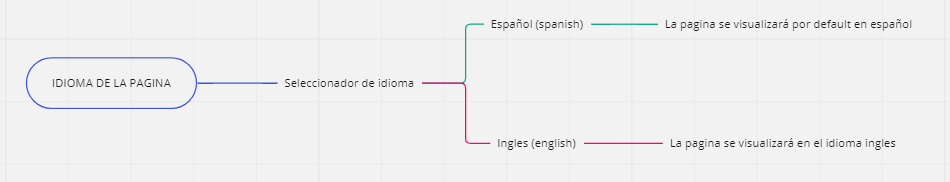 Español (spanish)
La pagina se visualizará por default en español
IDIOMA DE LA PAGINA
Seleccionador de idioma
Ingles (english)
La pagina se visualizará en el idioma ingles